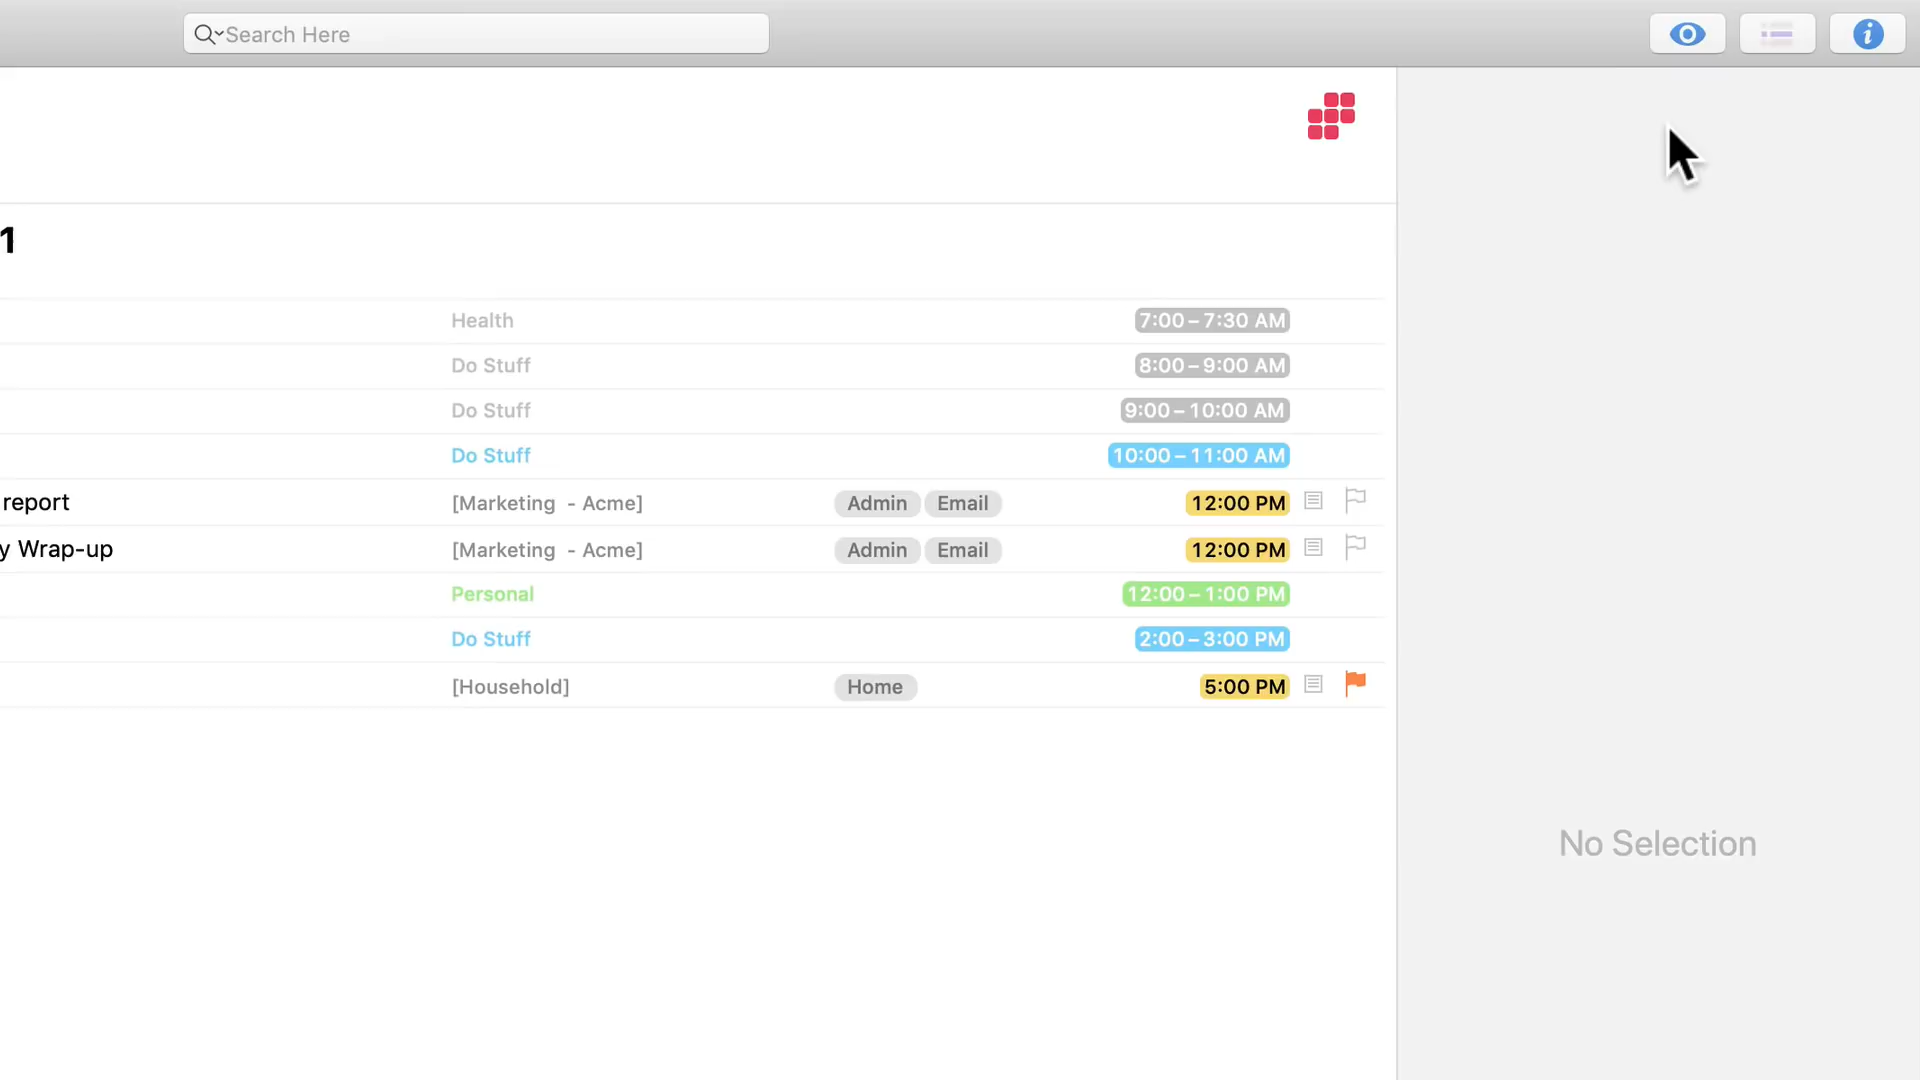 Search Here
1
Health 7:00 – 7:30 AM
Do Stuff 8:00 – 9:00 AM
Do Stuff 9:00 – 10:00 AM
Do Stuff 10:00 – 11:00 AM
report [Marketing - Acme] Admin Email 12:00 PM
y Wrap-up [Marketing - Acme] Admin Email 12:00 PM
Personal 12:00 – 1:00 PM
Do Stuff 2:00 – 3:00 PM
[Household] Home 5:00 PM
No Selection